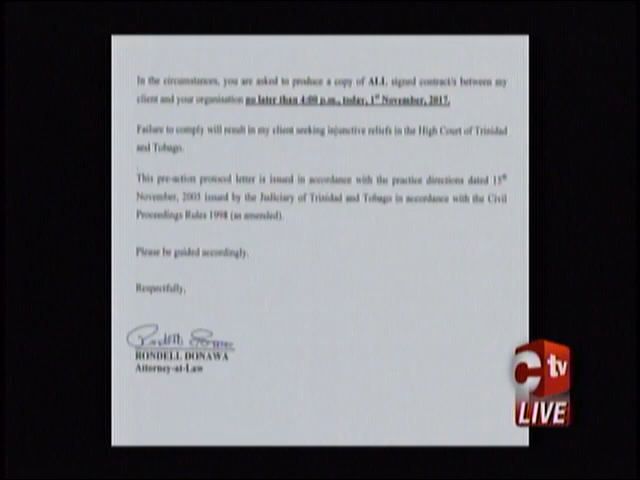 In the circumstances, you are asked to produce a copy of ALL signed contract/s between my
client and your organisation no later than 4:00 p.m., today, 1st November, 2017.
Failure to comply will result in my client seeking injunctive reliefs in the High Court of Trinidad
and Tobago.
This pre-action protocol letter is issued in accordance with the practice directions dated 15th
November, 2005 issued by the Judiciary of Trinidad and Tobago in accordance with the Civil
Proceedings Rules 1998 (as amended).
Please be guided accordingly.
Respectfully,
RONDELL DONAWA
Attorney-at-Law
Ctv
LIVE